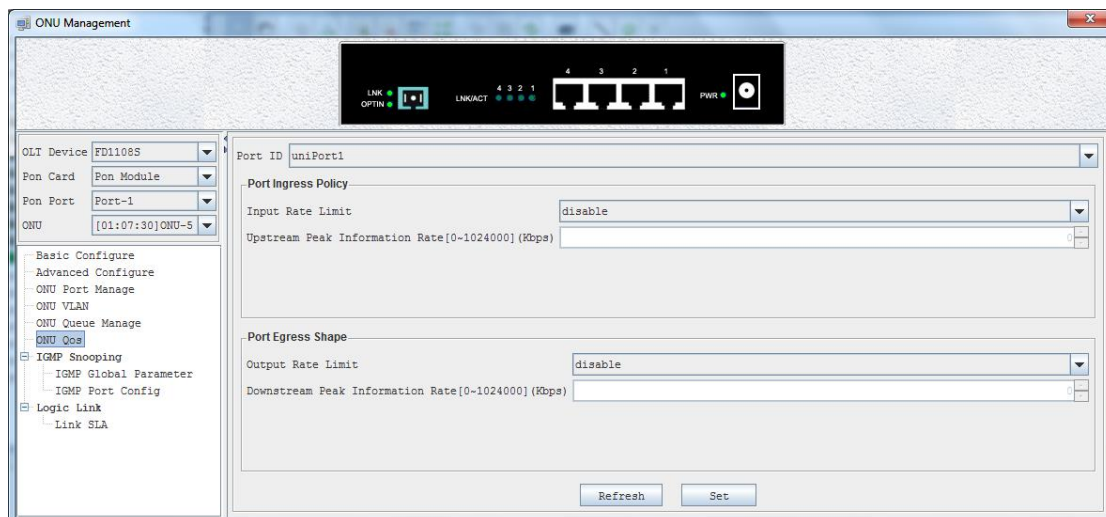 ONU Management
4 3 2 1
LNK
OPTIN
LNK/ACT
4 3 2 1
PWR
OLT Device FD1108S
Pon Card Pon Module
Pon Port Port-1
ONU [01:07:30]ONU-5
Basic Configure
Advanced Configure
ONU Port Manage
ONU VLAN
ONU Queue Manage
ONU Qos
IGMP Snooping
IGMP Global Parameter
IGMP Port Config
Logic Link
Link SLA
Port ID uniPort1
Port Ingress Policy
Input Rate Limit disable
Upstream Peak Information Rate[0~1024000](Kbps) 0
Port Egress Shape
Output Rate Limit disable
Downstream Peak Information Rate[0~1024000](Kbps) 0
Refresh Set